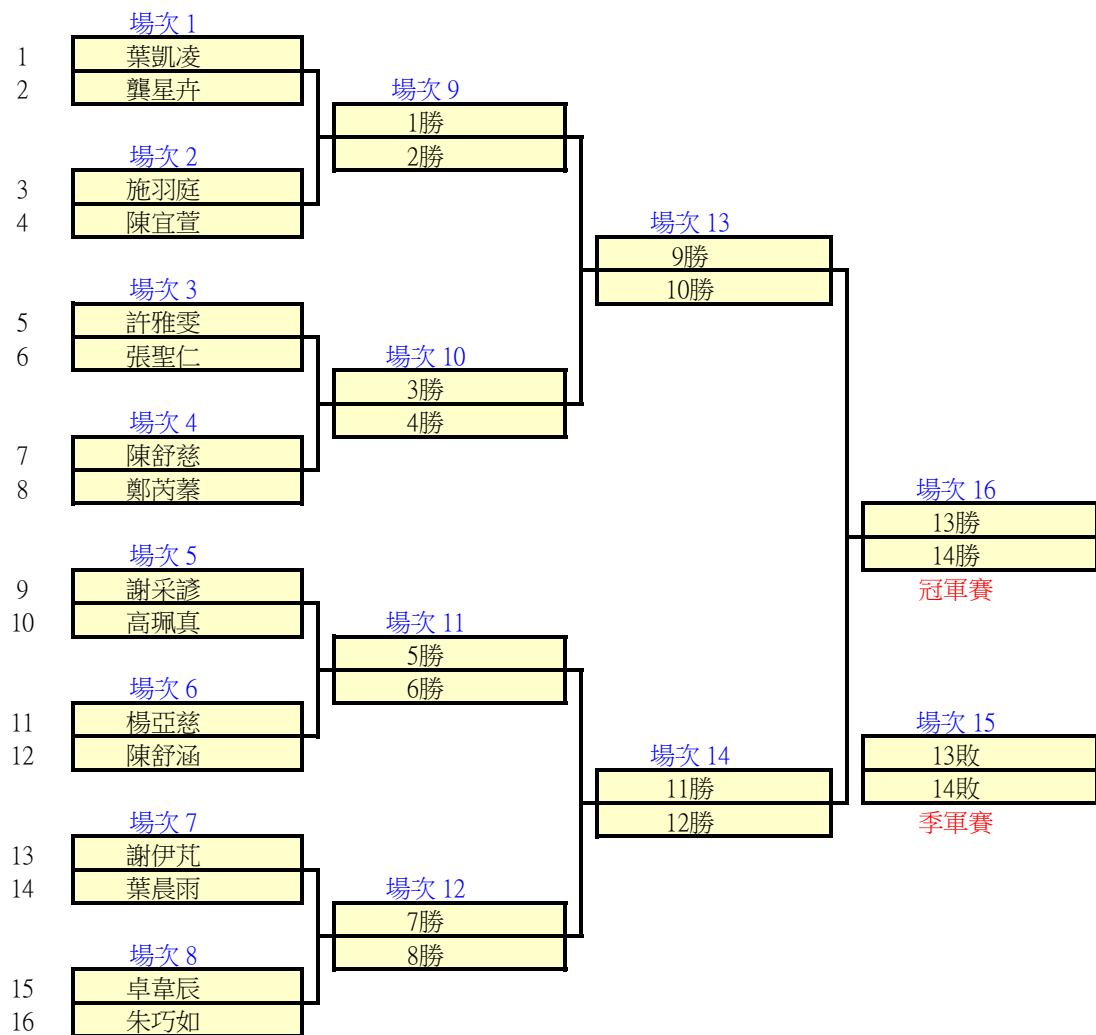 場次 1
1 葉凱凌
2 龔星卉
場次 9
1勝
2勝
場次 2
3 施羽庭
4 陳宜萱
場次 13
9勝
10勝
場次 3
5 許雅雯
6 張聖仁
場次 10
3勝
4勝
場次 4
7 陳舒慈
8 鄭芮蓁
場次 16
13勝
14勝
冠軍賽
場次 5
9 謝采諺
10 高珮真
場次 11
5勝
6勝
場次 6
11 楊亞慈
12 陳舒涵
場次 14
11勝
12勝
場次 15
13敗
14敗
季軍賽
場次 7
13 謝伊芃
14 葉晨雨
場次 12
7勝
8勝
場次 8
15 卓韋辰
16 朱巧如